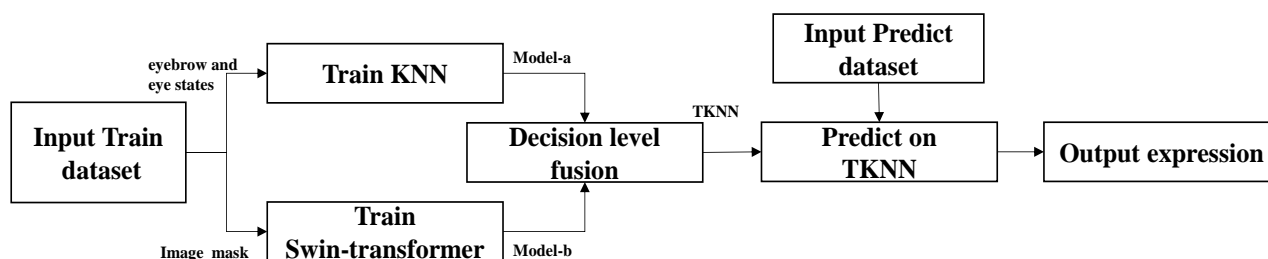 Input Train
dataset
eyebrow and
eye states
Image mask
Train KNN
Train
Swin-transformer
Model-a
Model-b
Decision level
fusion
TKNN
Input Predict
dataset
Predict on
TKNN
Output expression